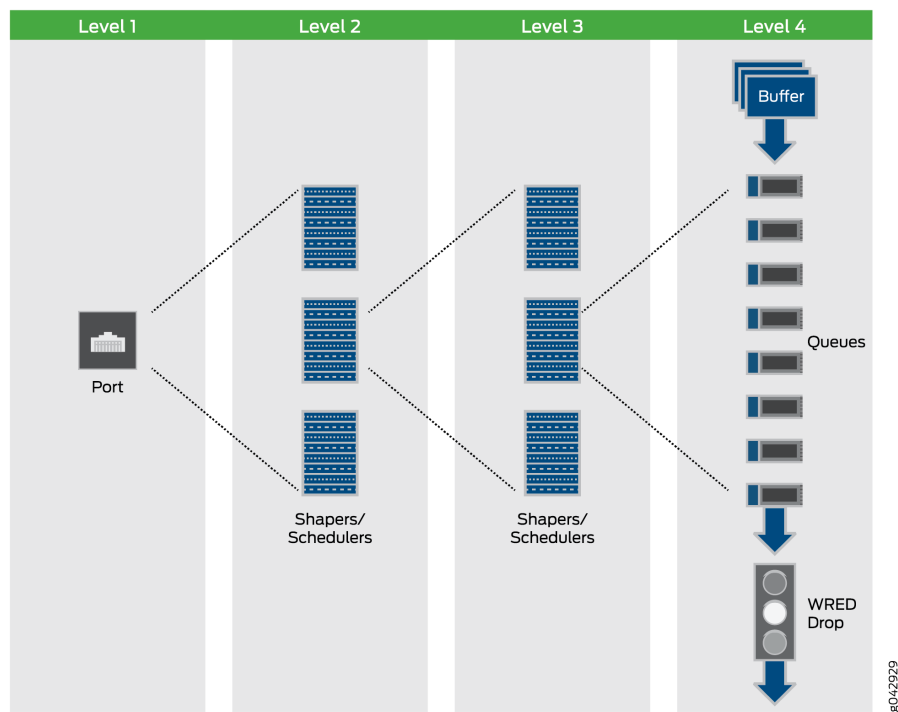 Level 1
Level 2
Level 3
Level 4
Buffer
Port
Queues
Shapers/
Schedulers
Shapers/
Schedulers
WRED
Drop
g042929